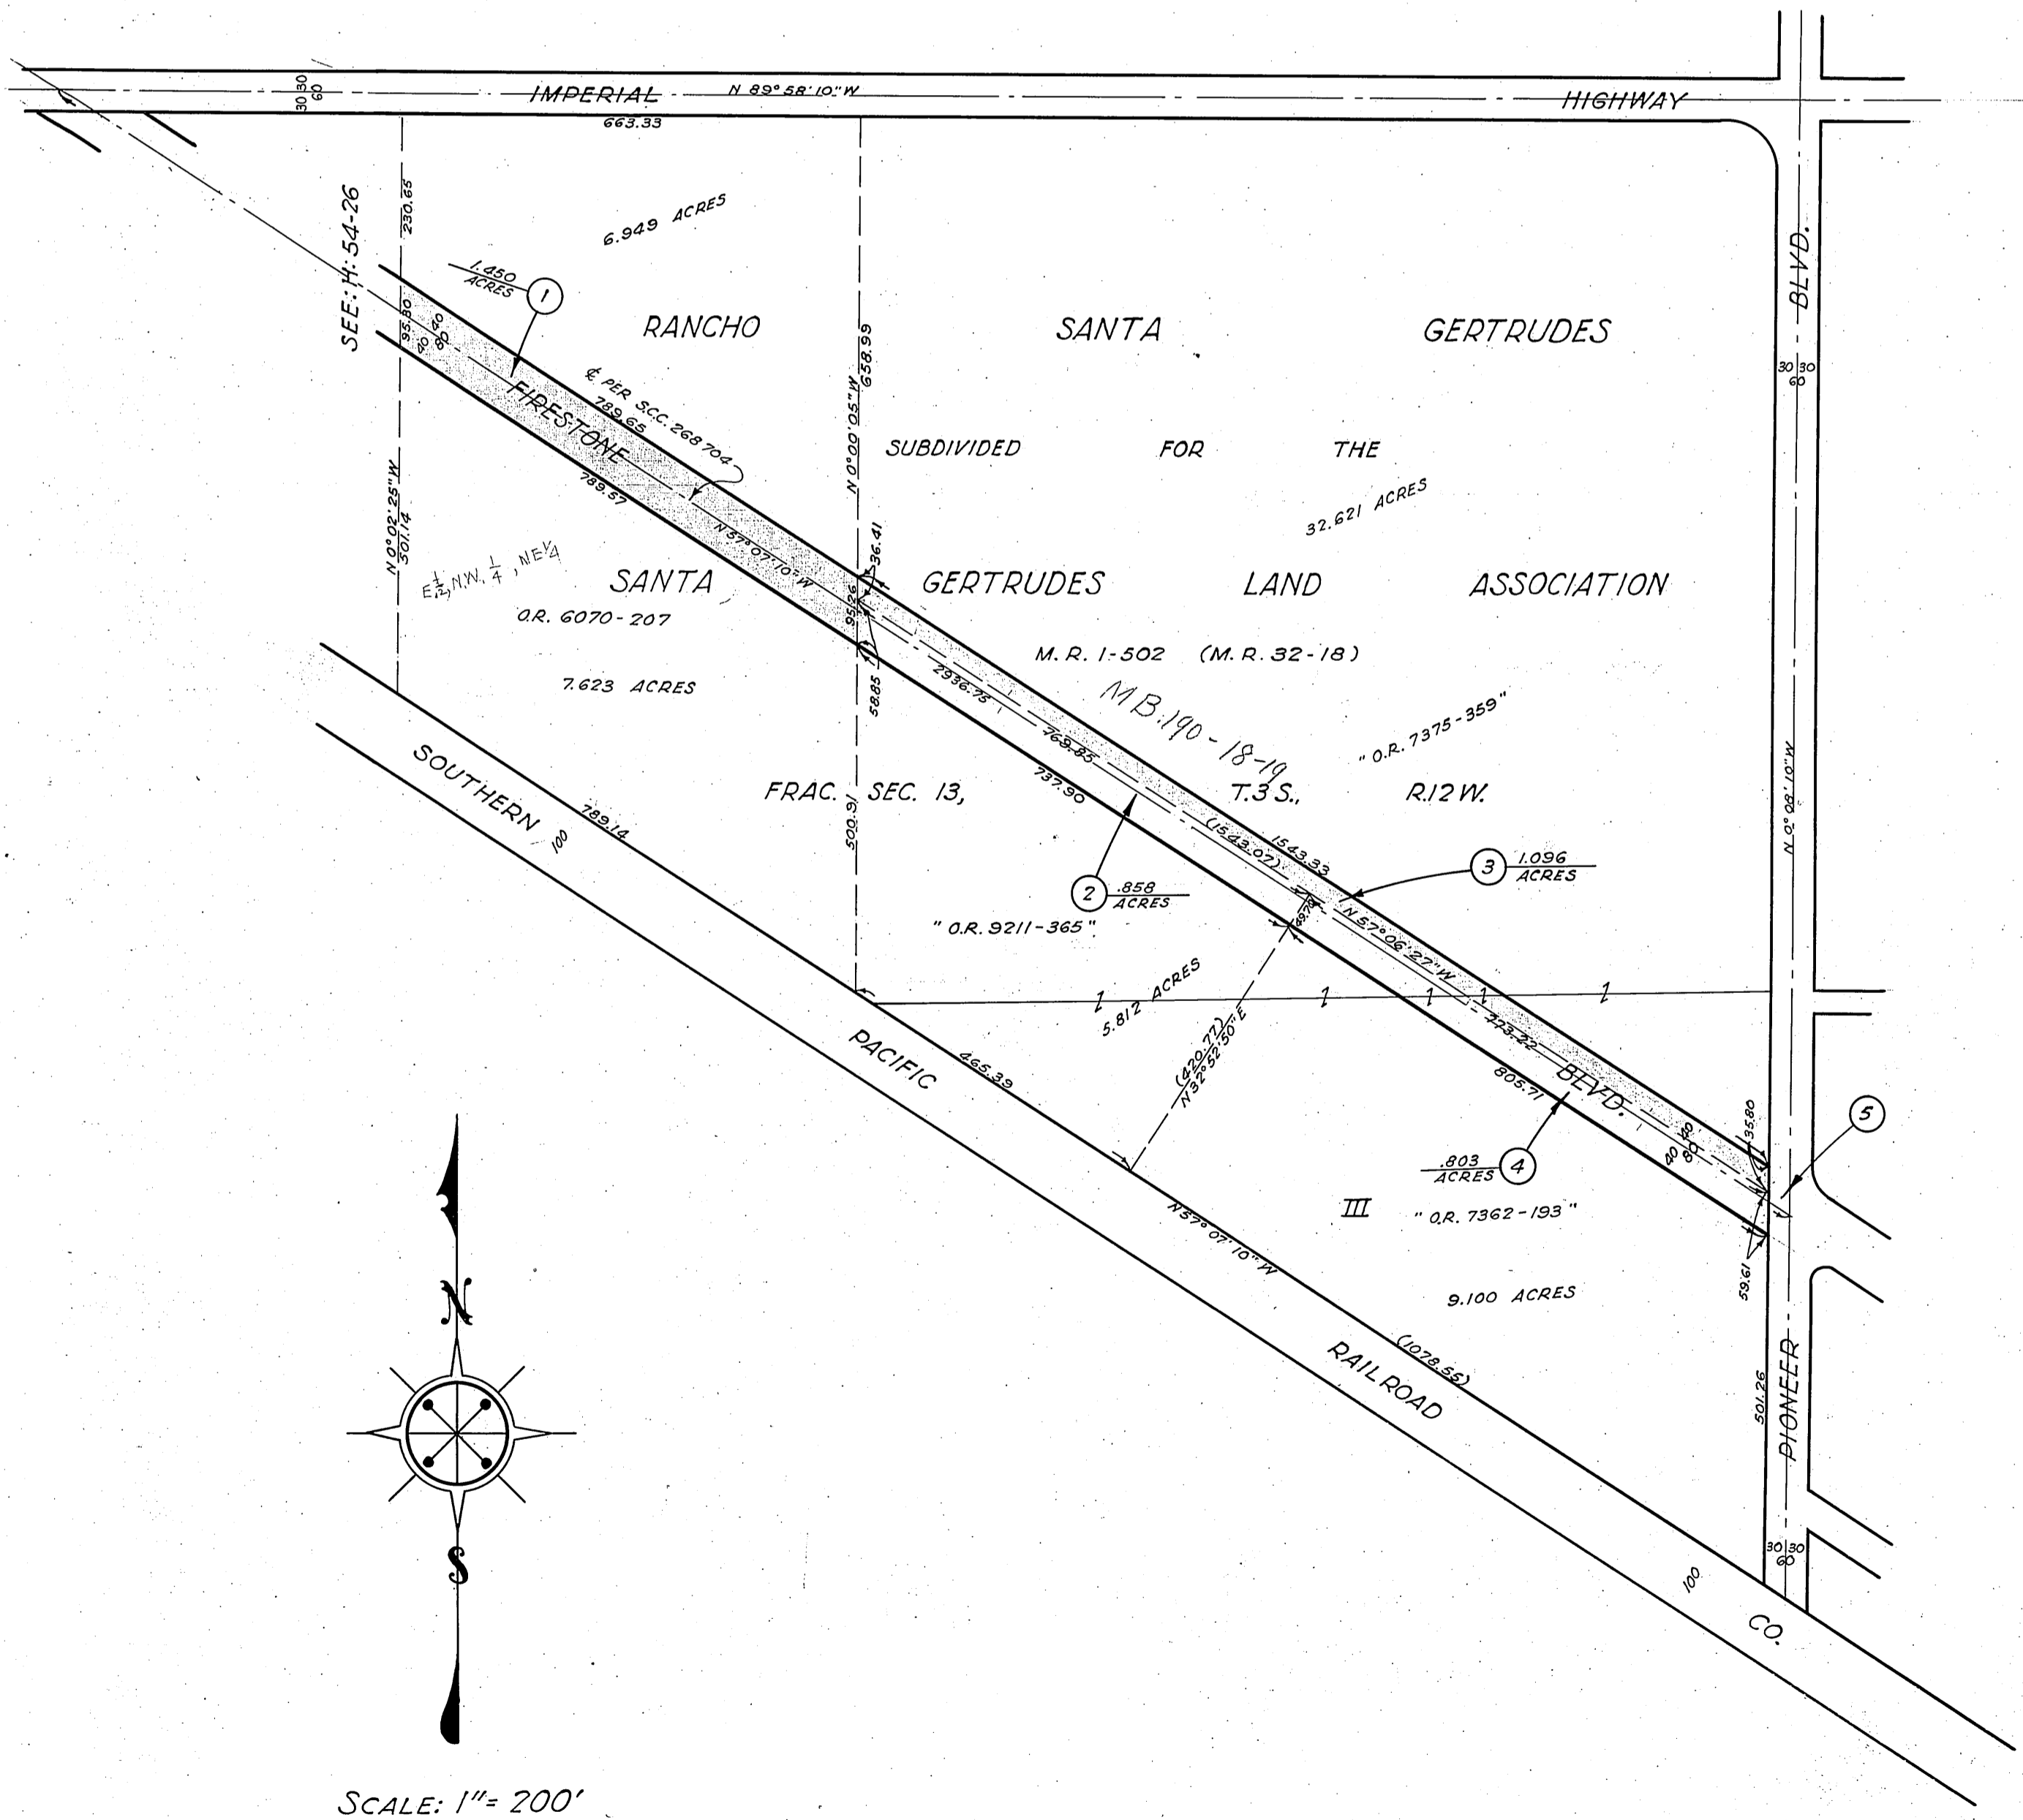 IMPERIAL N 89° 58' 10" W HIGHWAY
30 30
60
663.33
SEE: H: 54-26
230.65
6.949 ACRES
1.450
ACRES
1
BLVD.
RANCHO SANTA GERTRUDES
95.30
40 40
80
658.99
N 0° 00' 05" W
30 30
60
FIRESTONE
℄ PER S.C.C. 268704
789.65
SUBDIVIDED FOR THE
789.57
32.621 ACRES
N 0° 02' 25" W
501.14
N 57° 07' 10" W
36.41
E½, N.W. ¼, NE¼
SANTA GERTRUDES LAND ASSOCIATION
O.R. 6070-207
95.26
M.R. 1-502 (M.R. 32-18)
7.623 ACRES
58.85
2936.75
M B. 190-18-19
"O.R. 7375-359"
769.85
737.90
N 0° 08' 10" W
FRAC. SEC. 13, T.3 S., R.12 W.
SOUTHERN
100
789.14
500.91
(1543.07)
1543.33
2 .858
ACRES
3 1.096
ACRES
"O.R. 9211-365"
49.70
N 57° 06' 27" W
5.812 ACRES
773.22
(420.77)
N 32° 52' 50" E
PACIFIC
465.39
805.71
BLVD.
35.80
5
40 40
80
.803
ACRES 4
III "O.R. 7362-193"
N 57° 07' 10" W
59.61
9.100 ACRES
RAILROAD
(1078.55)
501.26
PIONEER
N
30 30
60
S
100
CO.
SCALE: 1" = 200'